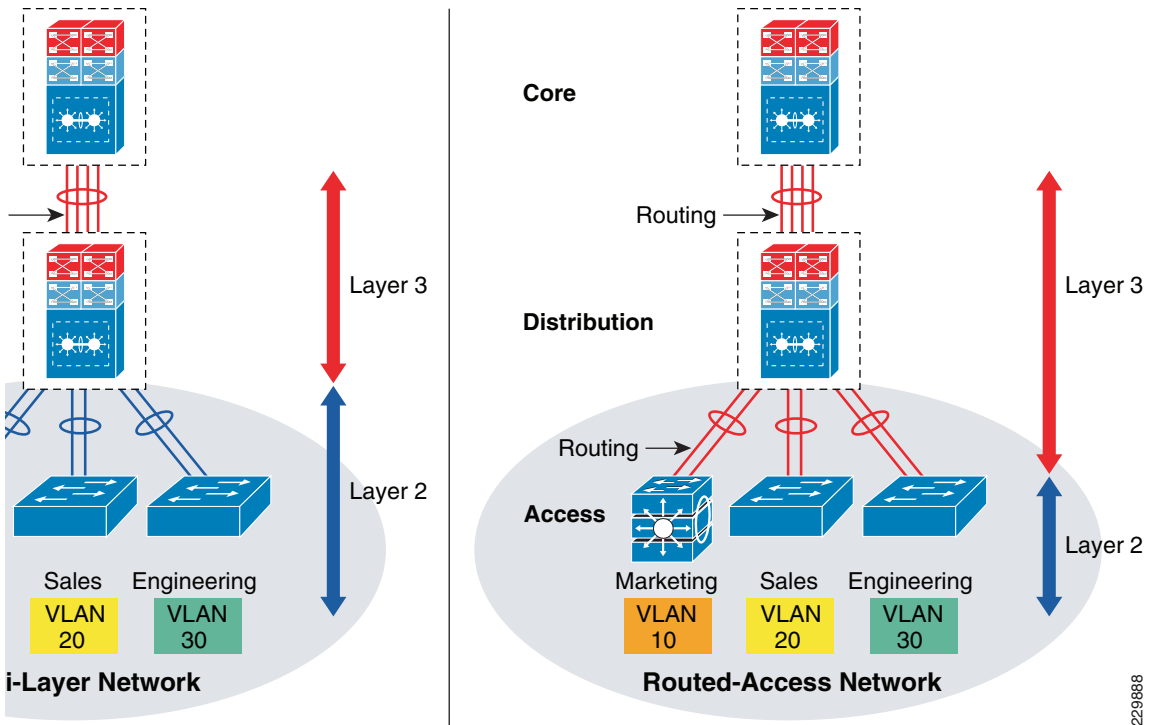 Layer 3
Layer 2
Sales
Engineering
VLAN
20
VLAN
30
i-Layer Network
Core
Routing
Distribution
Layer 3
Routing
Access
Layer 2
Marketing
Sales
Engineering
VLAN
10
VLAN
20
VLAN
30
Routed-Access Network
229888